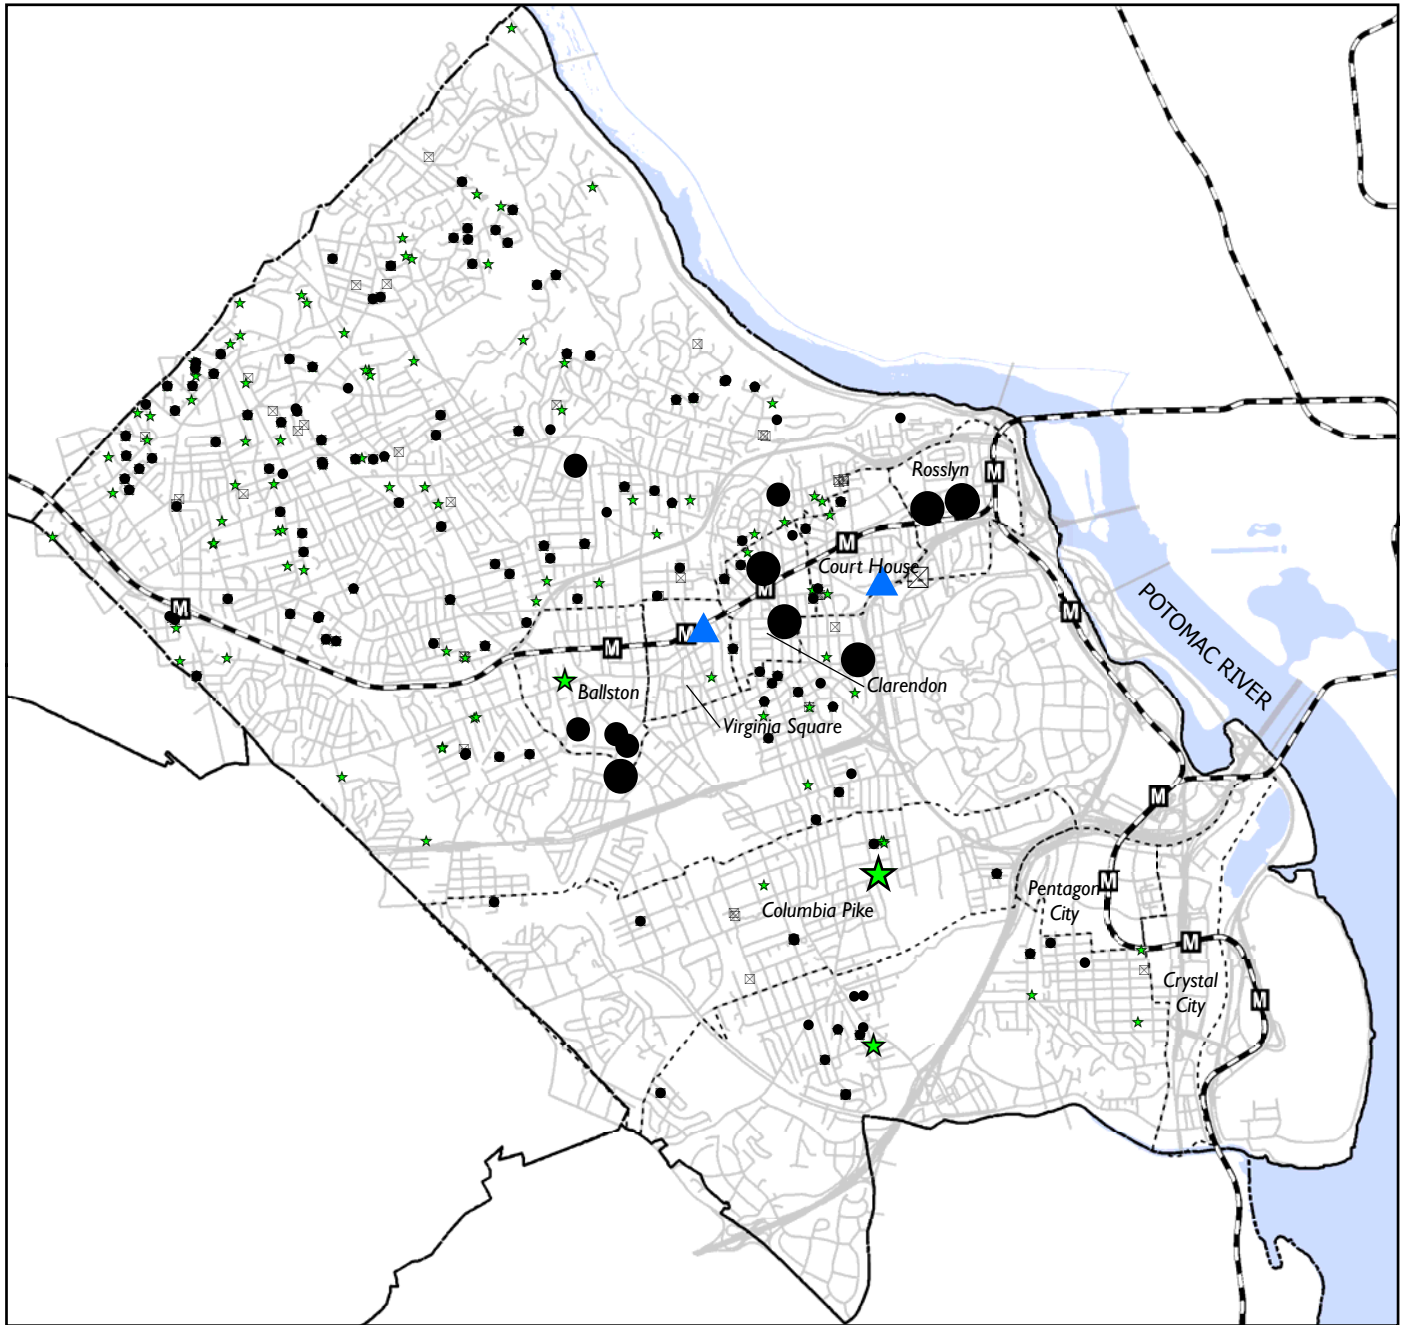 Rosslyn
M
M
Court House
M
M
M
M
M
POTOMAC RIVER
Ballston
Clarendon
Virginia Square
M
M
Pentagon
City
Columbia Pike
M
Crystal
City
M